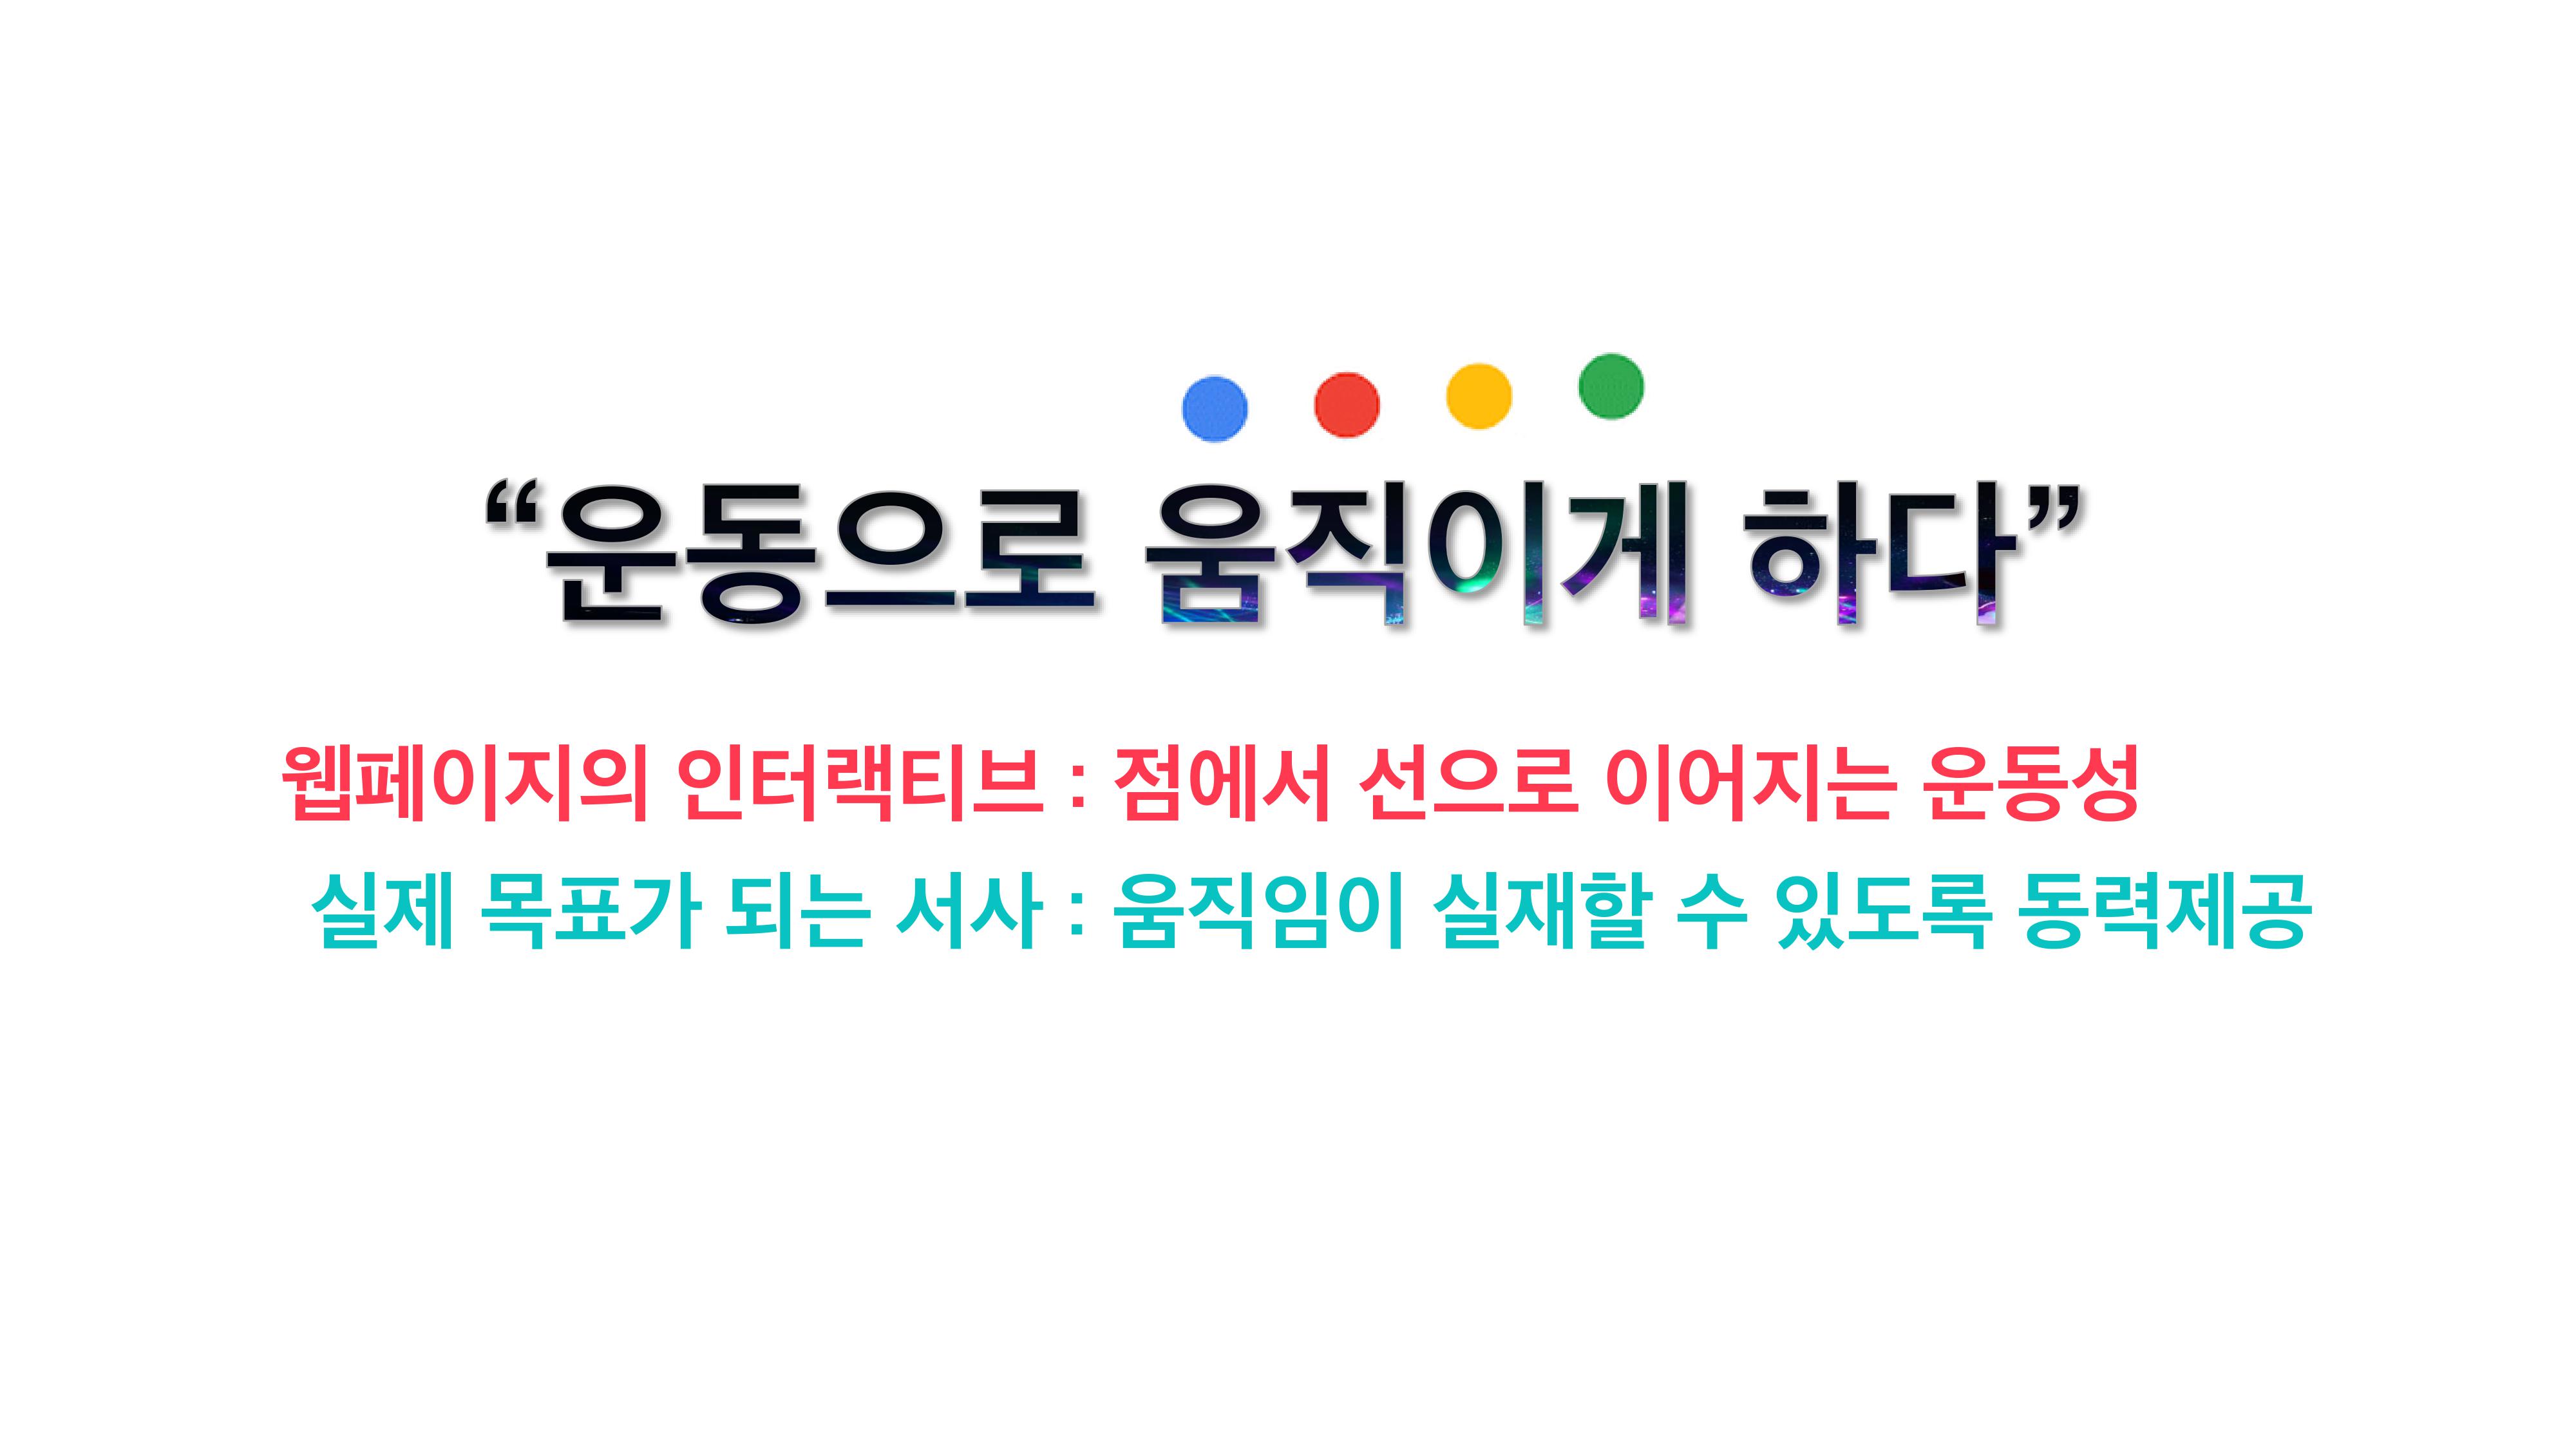 “운동으로 움직이게 하다”
웹페이지의 인터랙티브 : 점에서 선으로 이어지는 운동성
실제 목표가 되는 서사 : 움직임이 실재할 수 있도록 동력제공